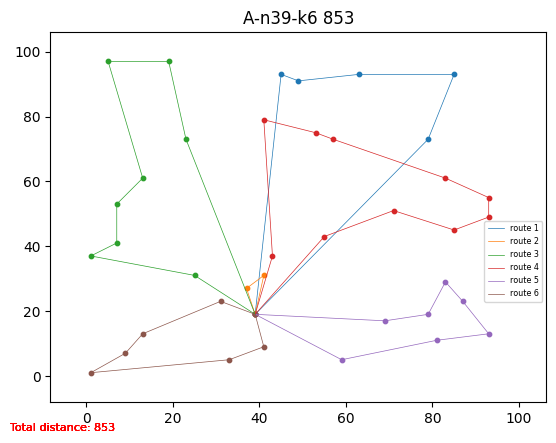 A-n39-k6 853
100
80
60
40
20
0
route 1
route 2
route 3
route 4
route 5
route 6
0 20 40 60 80 100
Total distance: 853